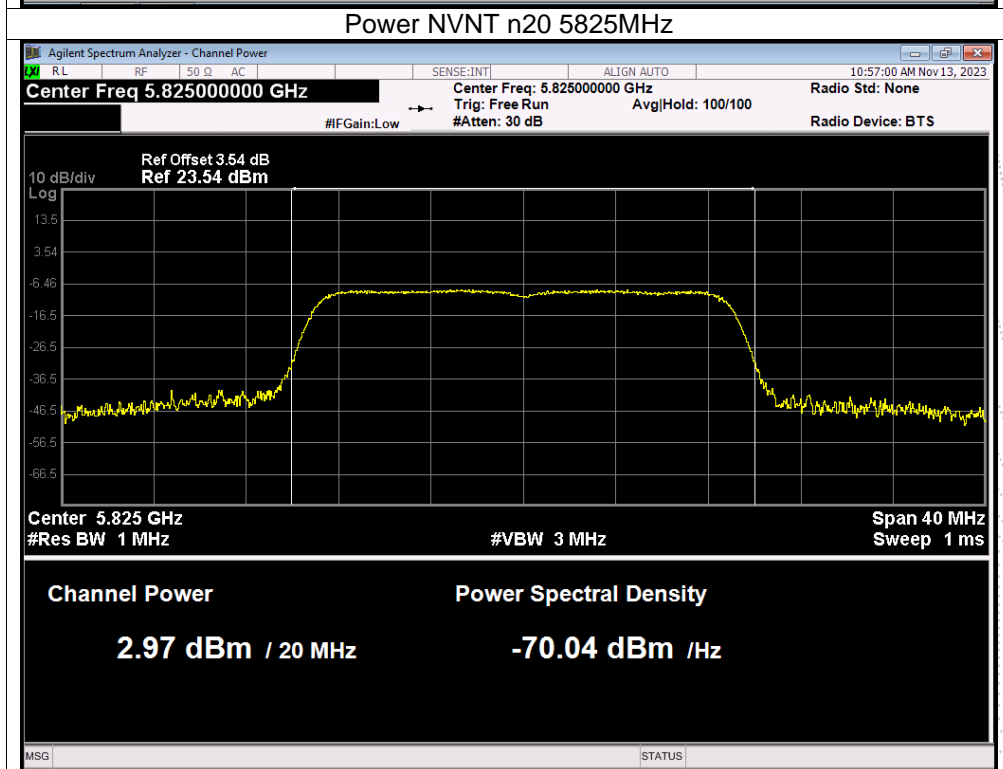 Power NVNT n20 5825MHz
Agilent Spectrum Analyzer - Channel Power
LXI RL RF 50 Ω AC SENSE:INT ALIGN AUTO 10:57:00 AM Nov 13, 2023
Center Freq 5.825000000 GHz Center Freq: 5.825000000 GHz Radio Std: None
Trig: Free Run Avg|Hold: 100/100
#IFGain:Low #Atten: 30 dB Radio Device: BTS
Ref Offset 3.54 dB
10 dB/div Ref 23.54 dBm
Log
13.5
3.54
-6.46
-16.5
-26.5
-36.5
-46.5
-56.5
-66.5
Center 5.825 GHz Span 40 MHz
#Res BW 1 MHz #VBW 3 MHz Sweep 1 ms
Channel Power Power Spectral Density
2.97 dBm / 20 MHz -70.04 dBm /Hz
MSG STATUS